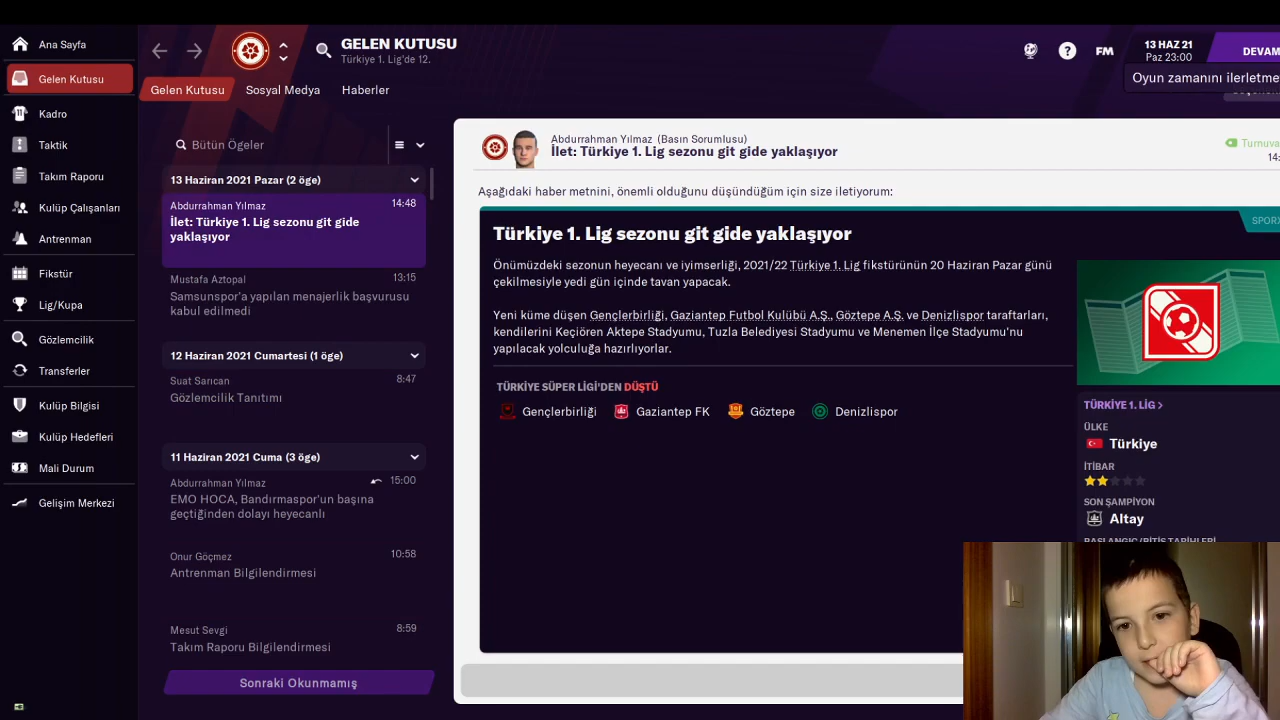 Ana Sayfa
Gelen Kutusu
Kadro
Taktik
Takım Raporu
Kulüp Çalışanları
Antrenman
Fikstür
Lig/Kupa
Gözlemcilik
Transferler
Kulüp Bilgisi
Kulüp Hedefleri
Mali Durum
Gelişim Merkezi
GELEN KUTUSU
Türkiye 1. Lig'de 12.
FM
13 HAZ 21
Paz 23:00
DEVAM
Oyun zamanını ilerletme
Gelen Kutusu
Sosyal Medya
Haberler
Bütün Ögeler
13 Haziran 2021 Pazar (2 öge)
Abdurrahman Yılmaz 14:48
İlet: Türkiye 1. Lig sezonu git gide
yaklaşıyor
Mustafa Aztopal 13:15
Samsunspor'a yapılan menajerlik başvurusu
kabul edilmedi
12 Haziran 2021 Cumartesi (1 öge)
Suat Sarıcan 8:47
Gözlemcilik Tanıtımı
11 Haziran 2021 Cuma (3 öge)
Abdurrahman Yılmaz 15:00
EMO HOCA, Bandırmaspor'un başına
geçtiğinden dolayı heyecanlı
Onur Göçmez 10:58
Antrenman Bilgilendirmesi
Mesut Sevgi 8:59
Takım Raporu Bilgilendirmesi
Sonraki Okunmamış
Abdurrahman Yılmaz (Basın Sorumlusu)
İlet: Türkiye 1. Lig sezonu git gide yaklaşıyor
Turnuva
14:
Aşağıdaki haber metnini, önemli olduğunu düşündüğüm için size iletiyorum:
SPORX
Türkiye 1. Lig sezonu git gide yaklaşıyor
Önümüzdeki sezonun heyecanı ve iyimserliği, 2021/22 Türkiye 1. Lig fikstürünün 20 Haziran Pazar günü
çekilmesiyle yedi gün içinde tavan yapacak.
Yeni küme düşen Gençlerbirliği, Gaziantep Futbol Kulübü A.Ş., Göztepe A.Ş. ve Denizlispor taraftarları,
kendilerini Keçiören Aktepe Stadyumu, Tuzla Belediyesi Stadyumu ve Menemen İlçe Stadyumu'nu
yapılacak yolculuğa hazırlıyorlar.
TÜRKİYE SÜPER LİGİ'DEN DÜŞTÜ
Gençlerbirliği
Gaziantep FK
Göztepe
Denizlispor
TÜRKİYE 1. LİG >
ÜLKE
Türkiye
İTİBAR
SON ŞAMPİYON
Altay